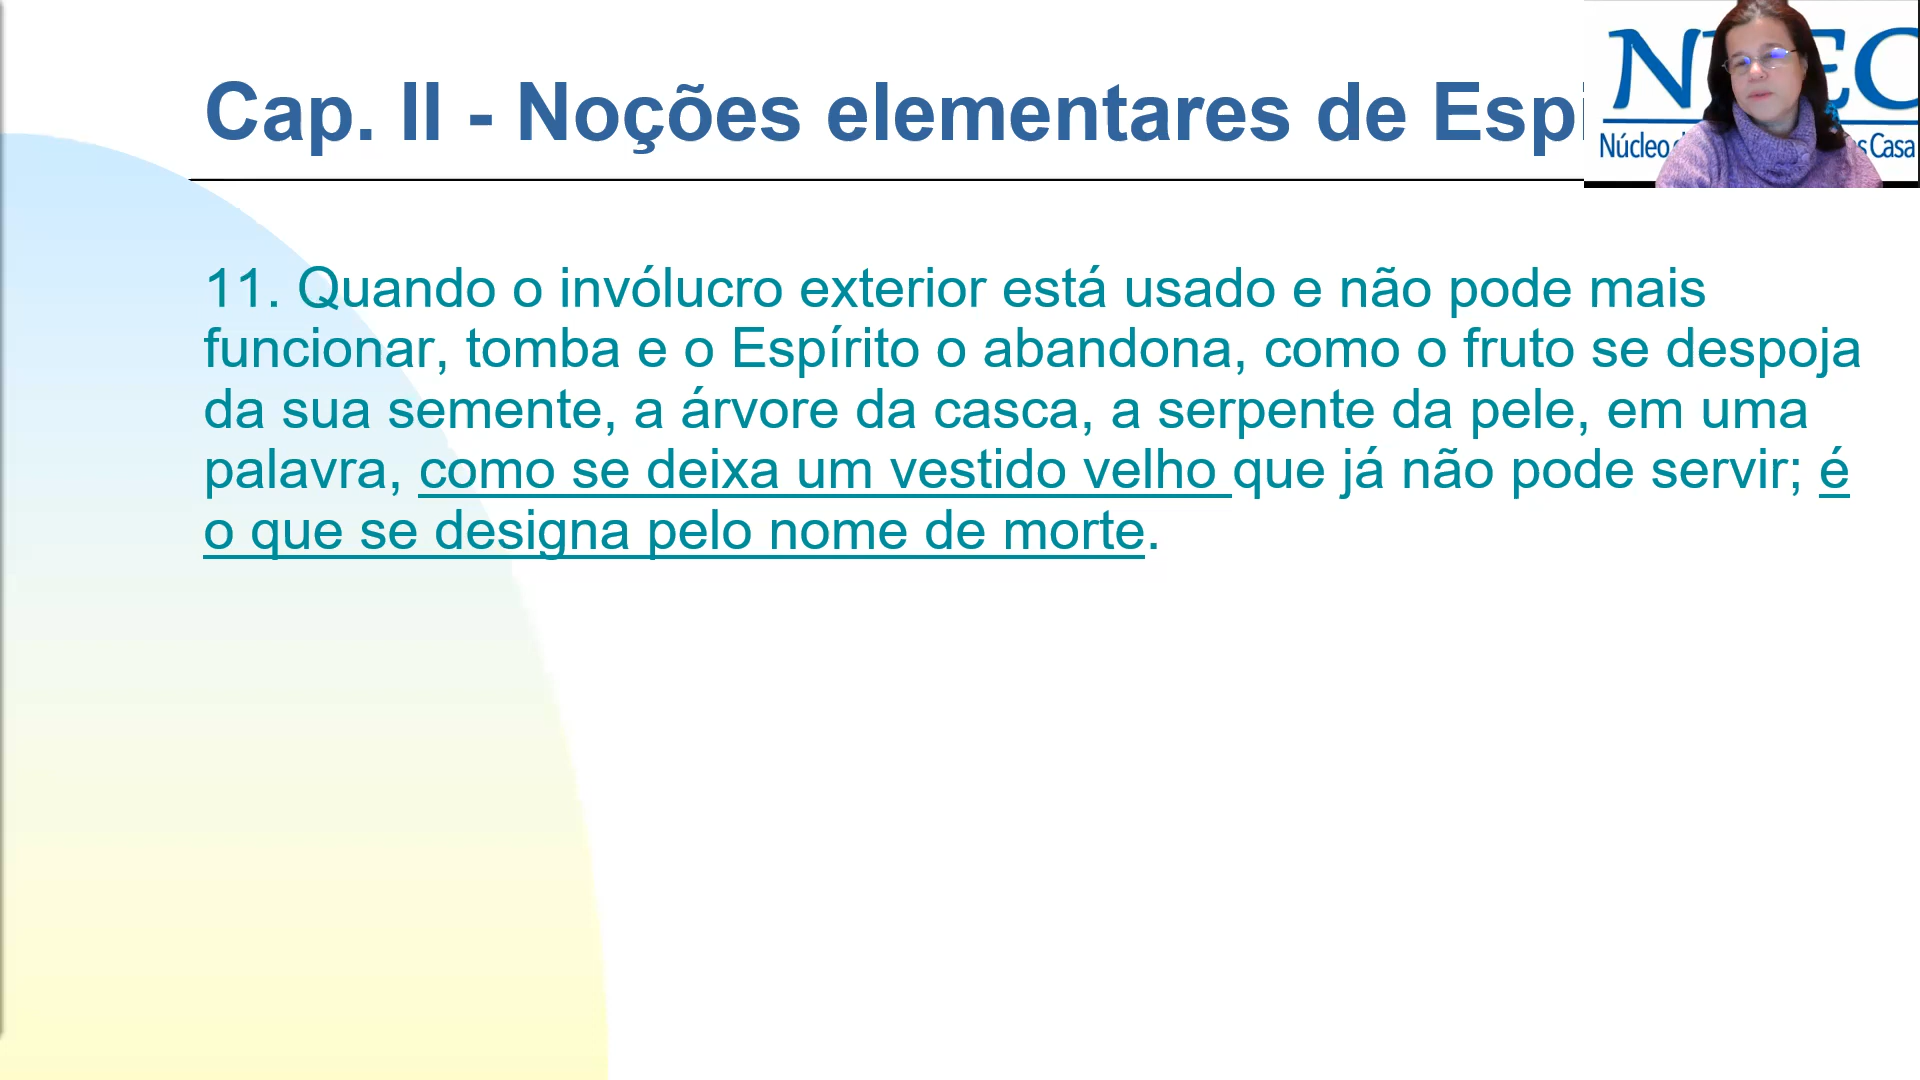 Cap. II - Noções elementares de Espi
11. Quando o invólucro exterior está usado e não pode mais
funcionar, tomba e o Espírito o abandona, como o fruto se despoja
da sua semente, a árvore da casca, a serpente da pele, em uma
palavra, como se deixa um vestido velho que já não pode servir; é
o que se designa pelo nome de morte.
Núcleo
Casa